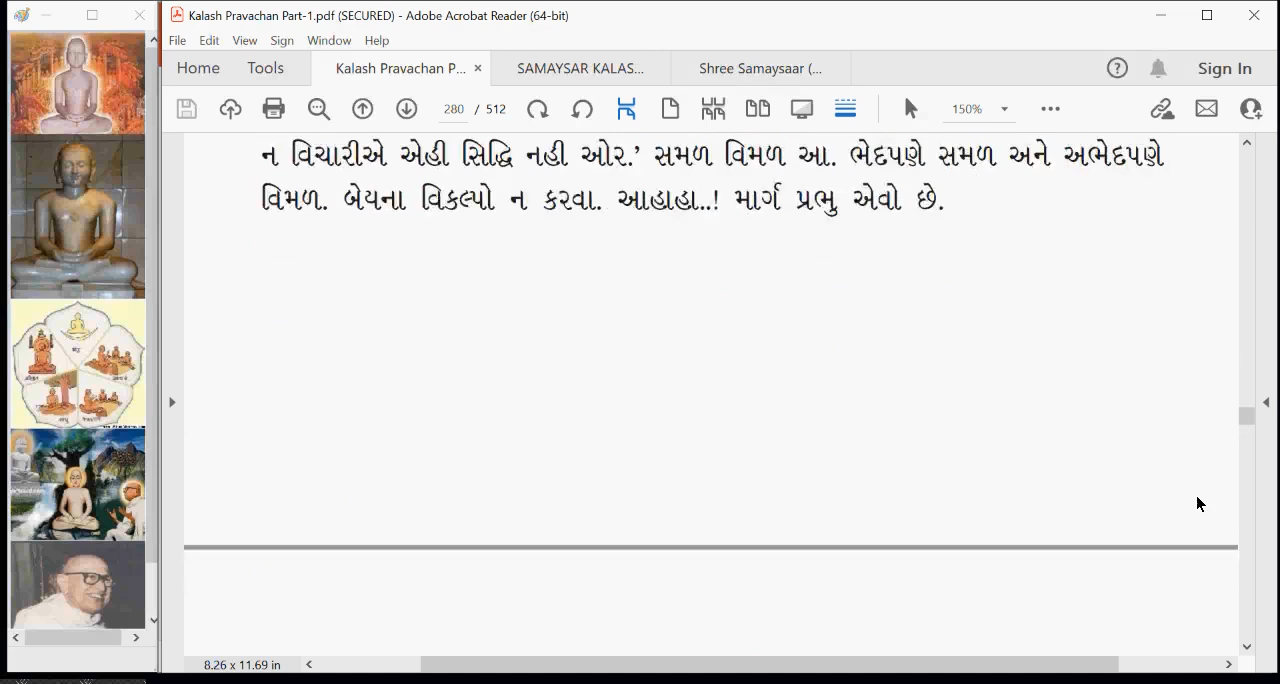 Kalash Pravachan Part-1.pdf (SECURED) - Adobe Acrobat Reader (64-bit)
File Edit View Sign Window Help
Home Tools Kalash Pravachan P... × SAMAYSAR KALAS... Shree Samaysaar (... Sign In
280 / 512 150%
ન વિચારીએ એહી સિદ્ધિ નહી ઓર.’ સમળ વિમળ આ. ભેદપણે સમળ અને અભેદપણે
વિમળ. બેયના વિકલ્પો ન કરવા. આહાહા..! માર્ગ પ્રભુ એવો છે.
8.26 x 11.69 in